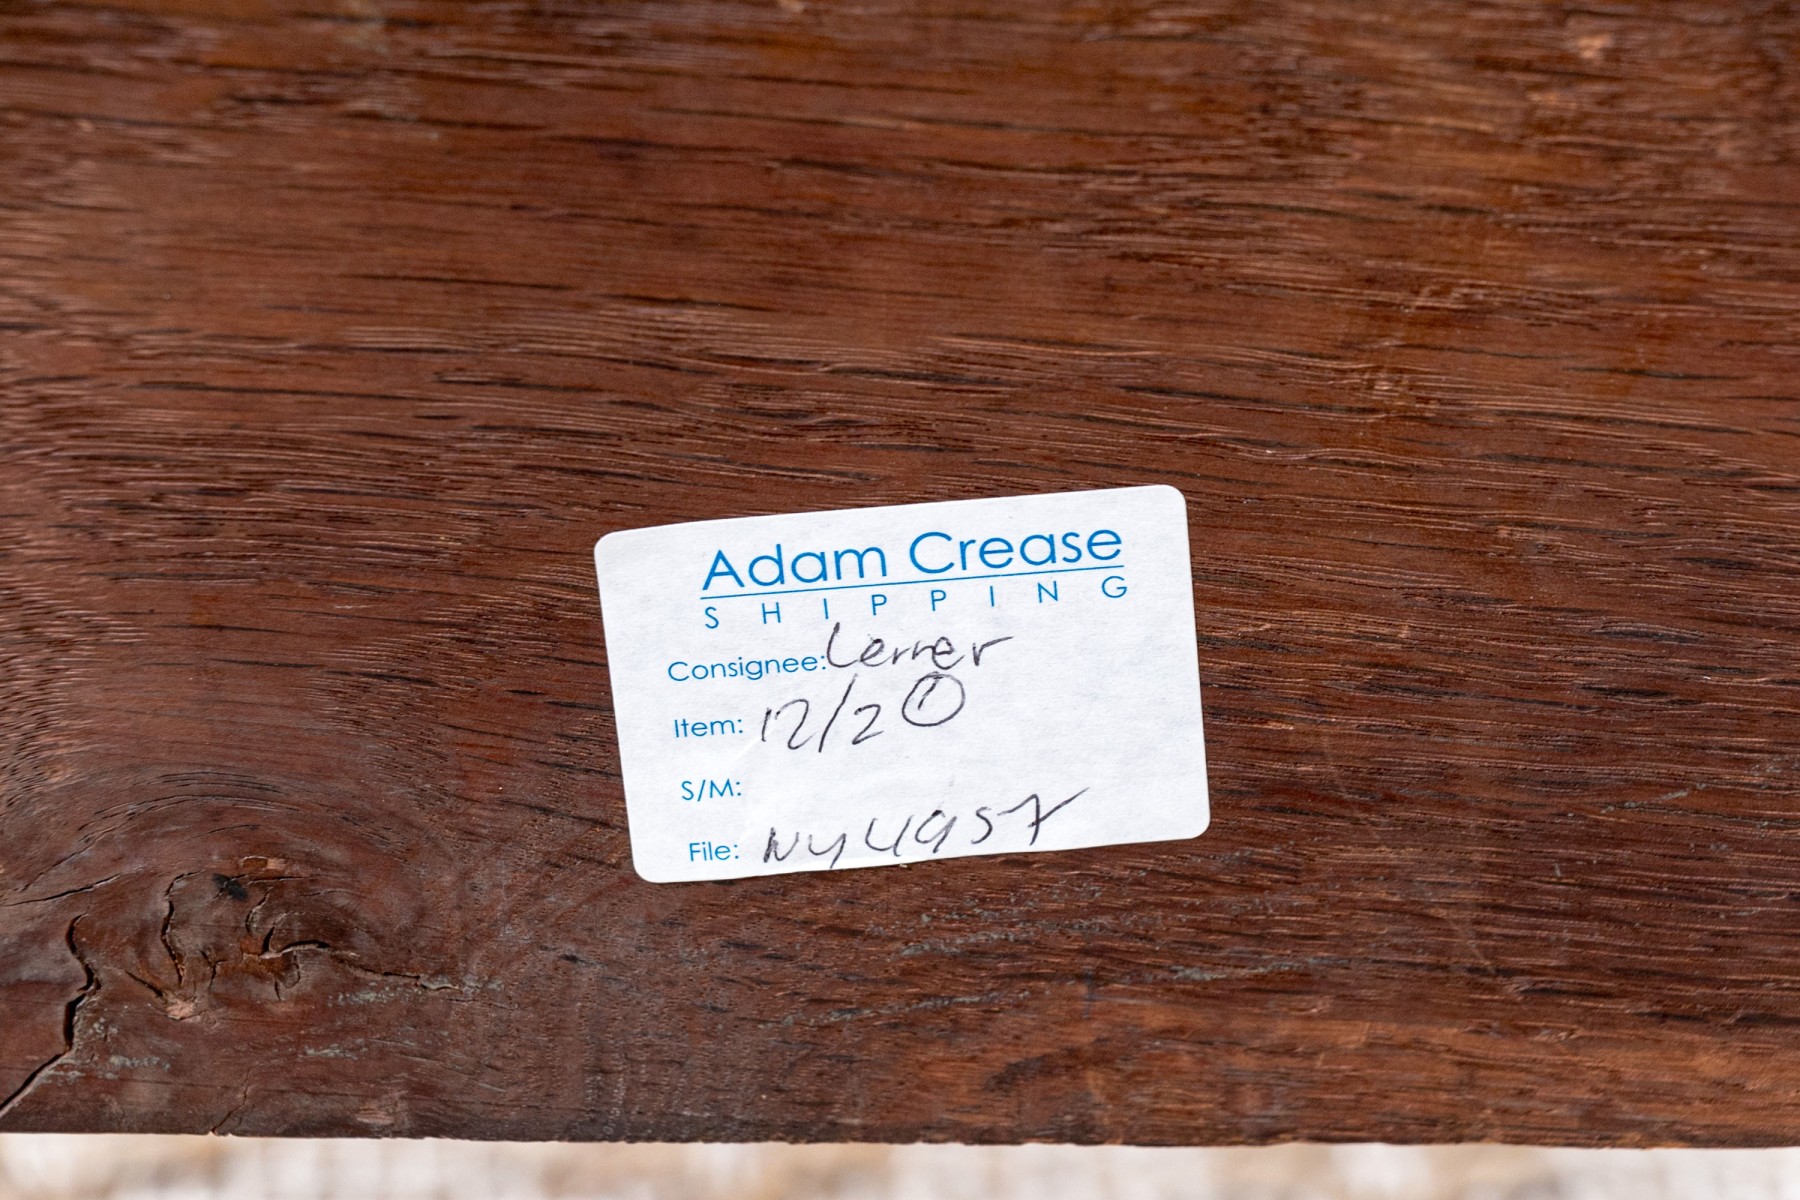 Adam Crease
SHIPPING
Consignee: Lerner
Item: 12/2 ①
S/M:
File: NY4957